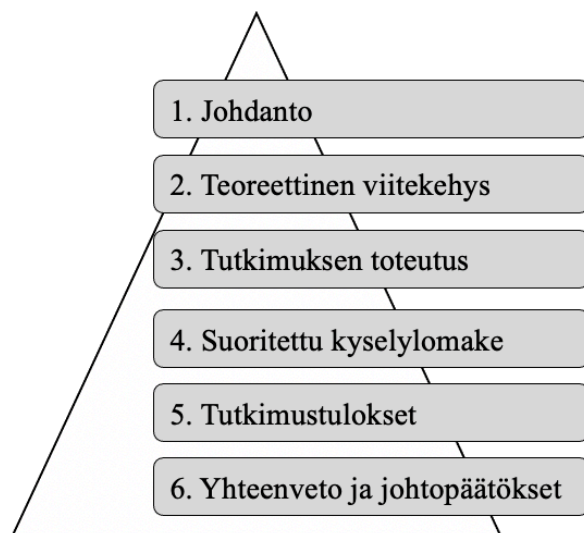 1. Johdanto
2. Teoreettinen viitekehys
3. Tutkimuksen toteutus
4. Suoritettu kyselylomake
5. Tutkimustulokset
6. Yhteenveto ja johtopäätökset